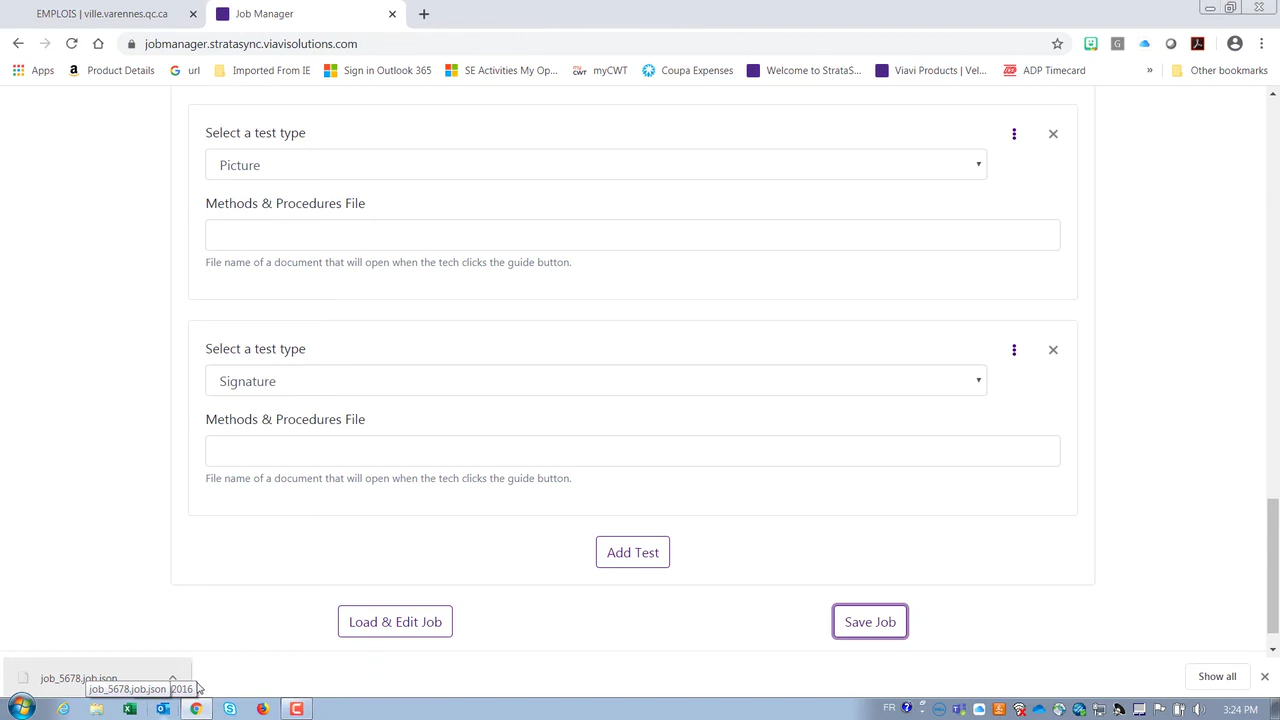 EMPLOIS | ville.varennes.qc.ca
Job Manager
jobmanager.stratasync.viavisolutions.com
Apps
Product Details
url
Imported From IE
Sign in Outlook 365
SE Activities My Op...
myCWT
Coupa Expenses
Welcome to StrataS...
Viavi Products | Vel...
ADP Timecard
»
Other bookmarks
Select a test type
Picture
Methods & Procedures File
File name of a document that will open when the tech clicks the guide button.
Select a test type
Signature
Methods & Procedures File
File name of a document that will open when the tech clicks the guide button.
Add Test
Load & Edit Job
Save Job
job_5678.job.json
job_5678.job.json
2016
Show all
FR
3:24 PM